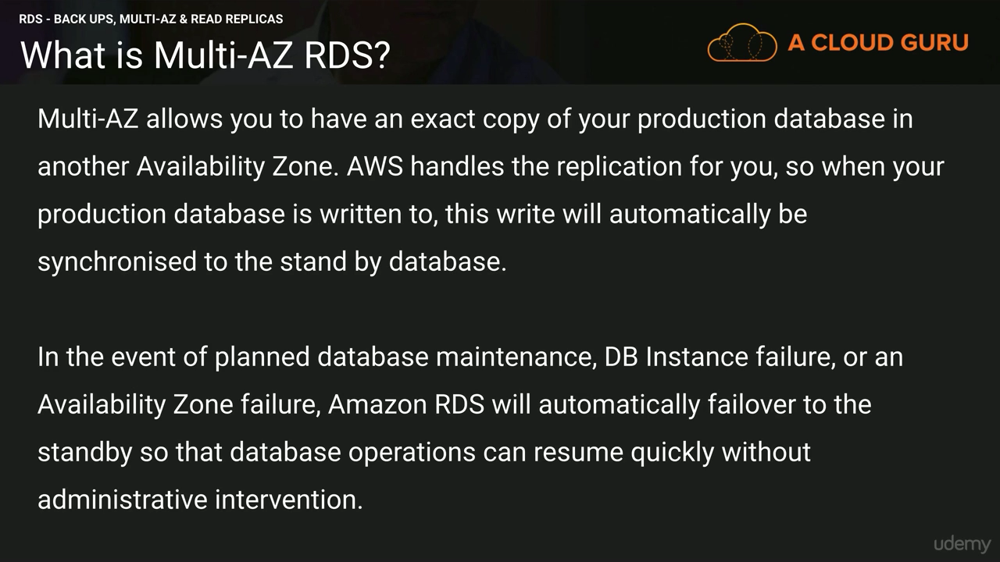 RDS - BACK UPS, MULTI-AZ & READ REPLICAS
What is Multi-AZ RDS?
A CLOUD GURU
Multi-AZ allows you to have an exact copy of your production database in
another Availability Zone. AWS handles the replication for you, so when your
production database is written to, this write will automatically be
synchronised to the stand by database.
In the event of planned database maintenance, DB Instance failure, or an
Availability Zone failure, Amazon RDS will automatically failover to the
standby so that database operations can resume quickly without
administrative intervention.
udemy